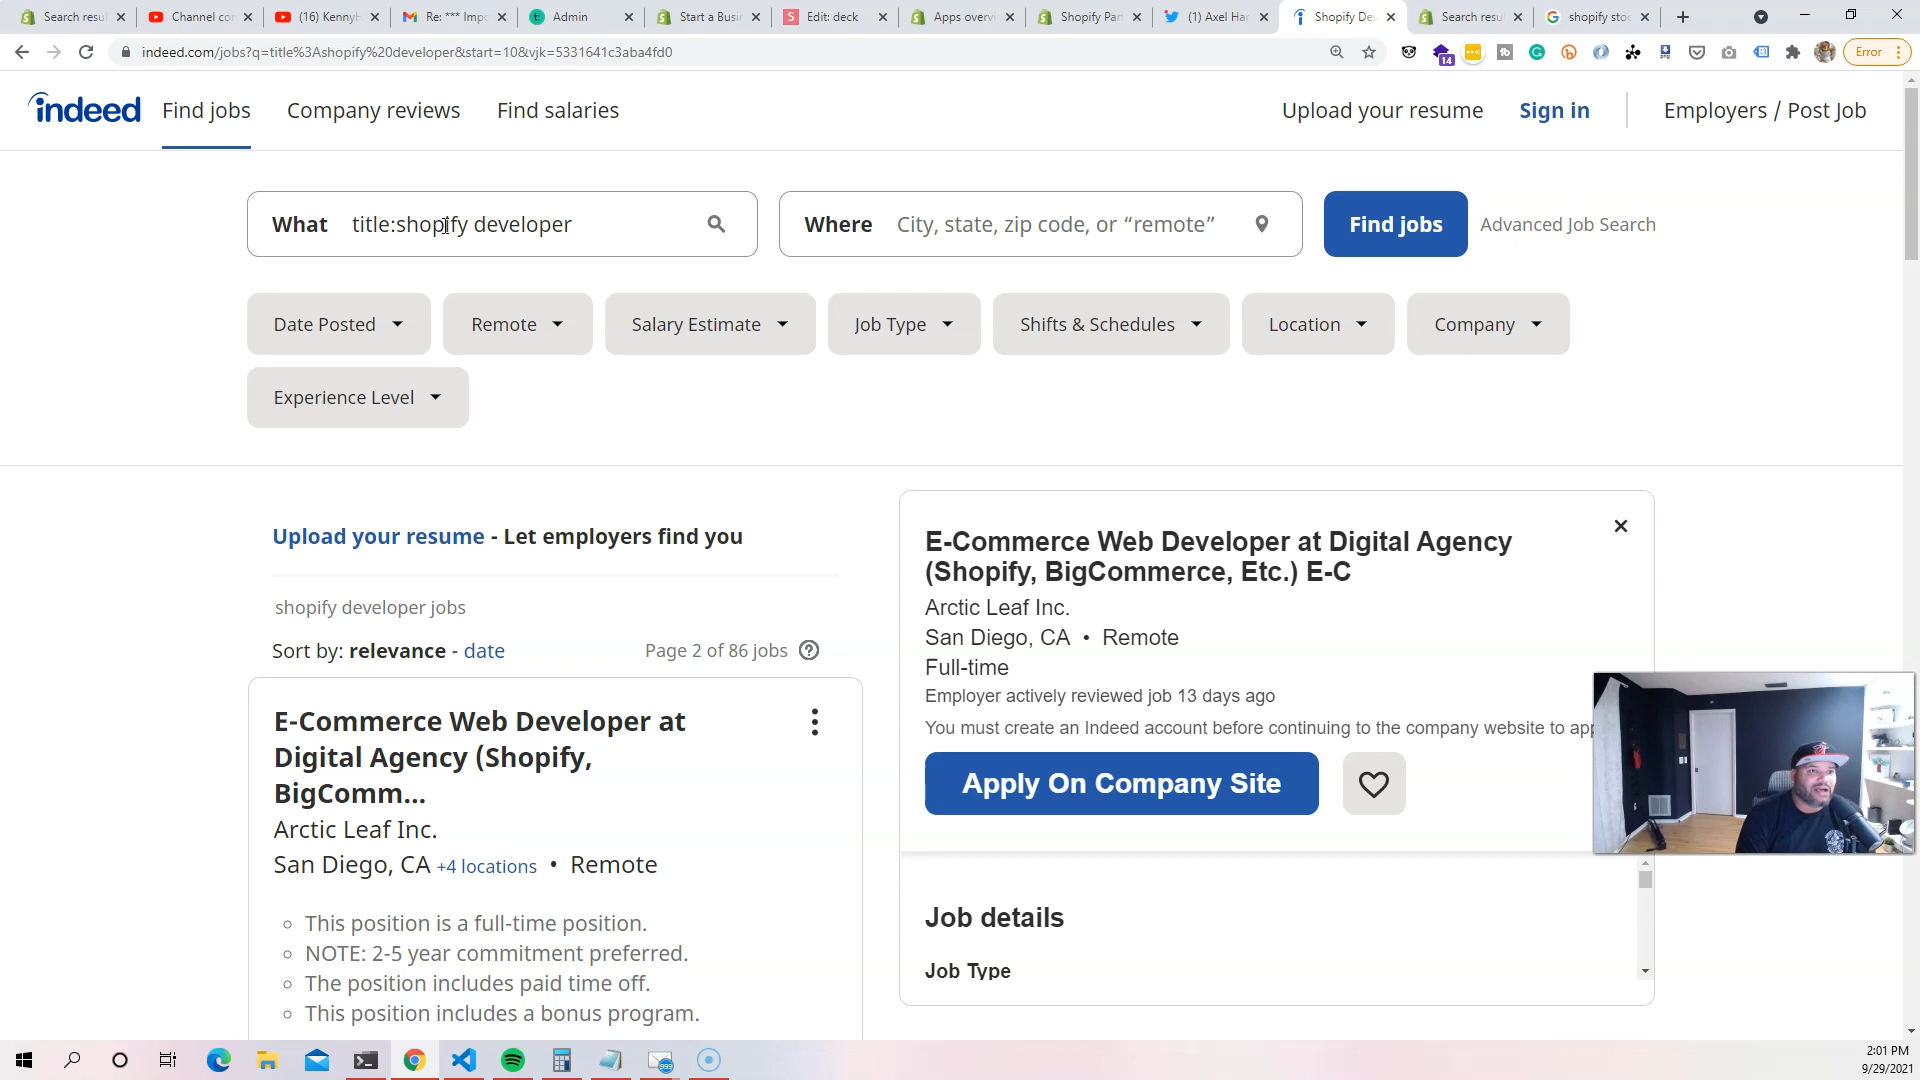 Search resu
Channel co
(16) KennyH
Re: *** Imp
Admin
Start a Busi
Edit: deck
Apps overv
Shopify Par
(1) Axel Har
Shopify De
Search resu
shopify sto
indeed.com/jobs?q=title%3Ashopify%20developer&start=10&vjk=5331641c3aba4fd0
14
Error
indeed
Find jobs
Company reviews
Find salaries
Upload your resume
Sign in
Employers / Post Job
What title:shopify developer
Where City, state, zip code, or “remote”
Find jobs
Advanced Job Search
Date Posted
Remote
Salary Estimate
Job Type
Shifts & Schedules
Location
Company
Experience Level
Upload your resume - Let employers find you
shopify developer jobs
Sort by: relevance - date
Page 2 of 86 jobs
E-Commerce Web Developer at
Digital Agency (Shopify,
BigComm...
Arctic Leaf Inc.
San Diego, CA +4 locations • Remote
This position is a full-time position.
NOTE: 2-5 year commitment preferred.
The position includes paid time off.
This position includes a bonus program.
E-Commerce Web Developer at Digital Agency
(Shopify, BigCommerce, Etc.) E-C
Arctic Leaf Inc.
San Diego, CA • Remote
Full-time
Employer actively reviewed job 13 days ago
You must create an Indeed account before continuing to the company website to ap
Apply On Company Site
Job details
Job Type
2:01 PM
9/29/2021